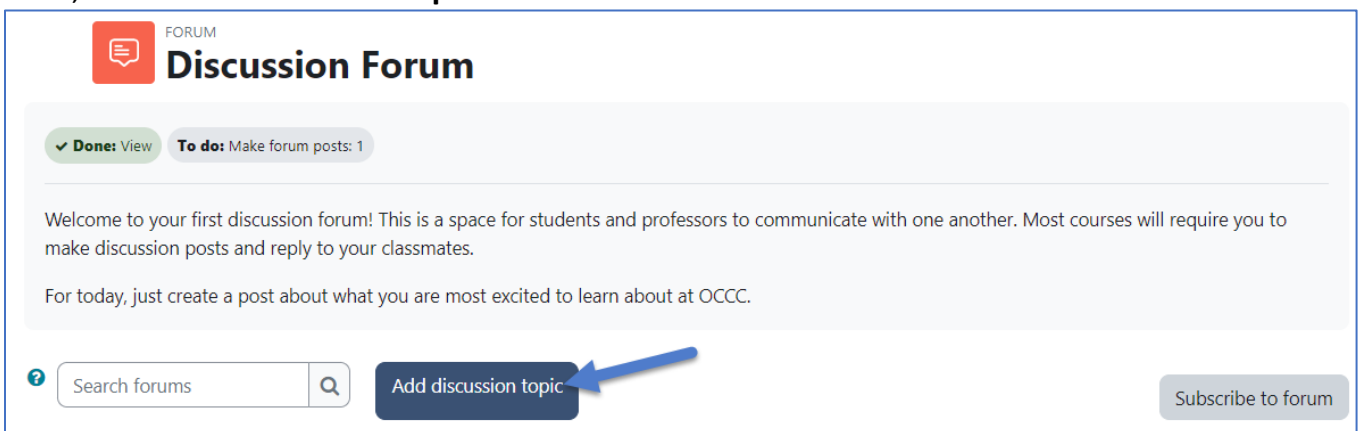 FORUM
Discussion Forum
✔ Done: View To do: Make forum posts: 1
Welcome to your first discussion forum! This is a space for students and professors to communicate with one another. Most courses will require you to
make discussion posts and reply to your classmates.
For today, just create a post about what you are most excited to learn about at OCCC.
? Search forums Add discussion topic
Subscribe to forum